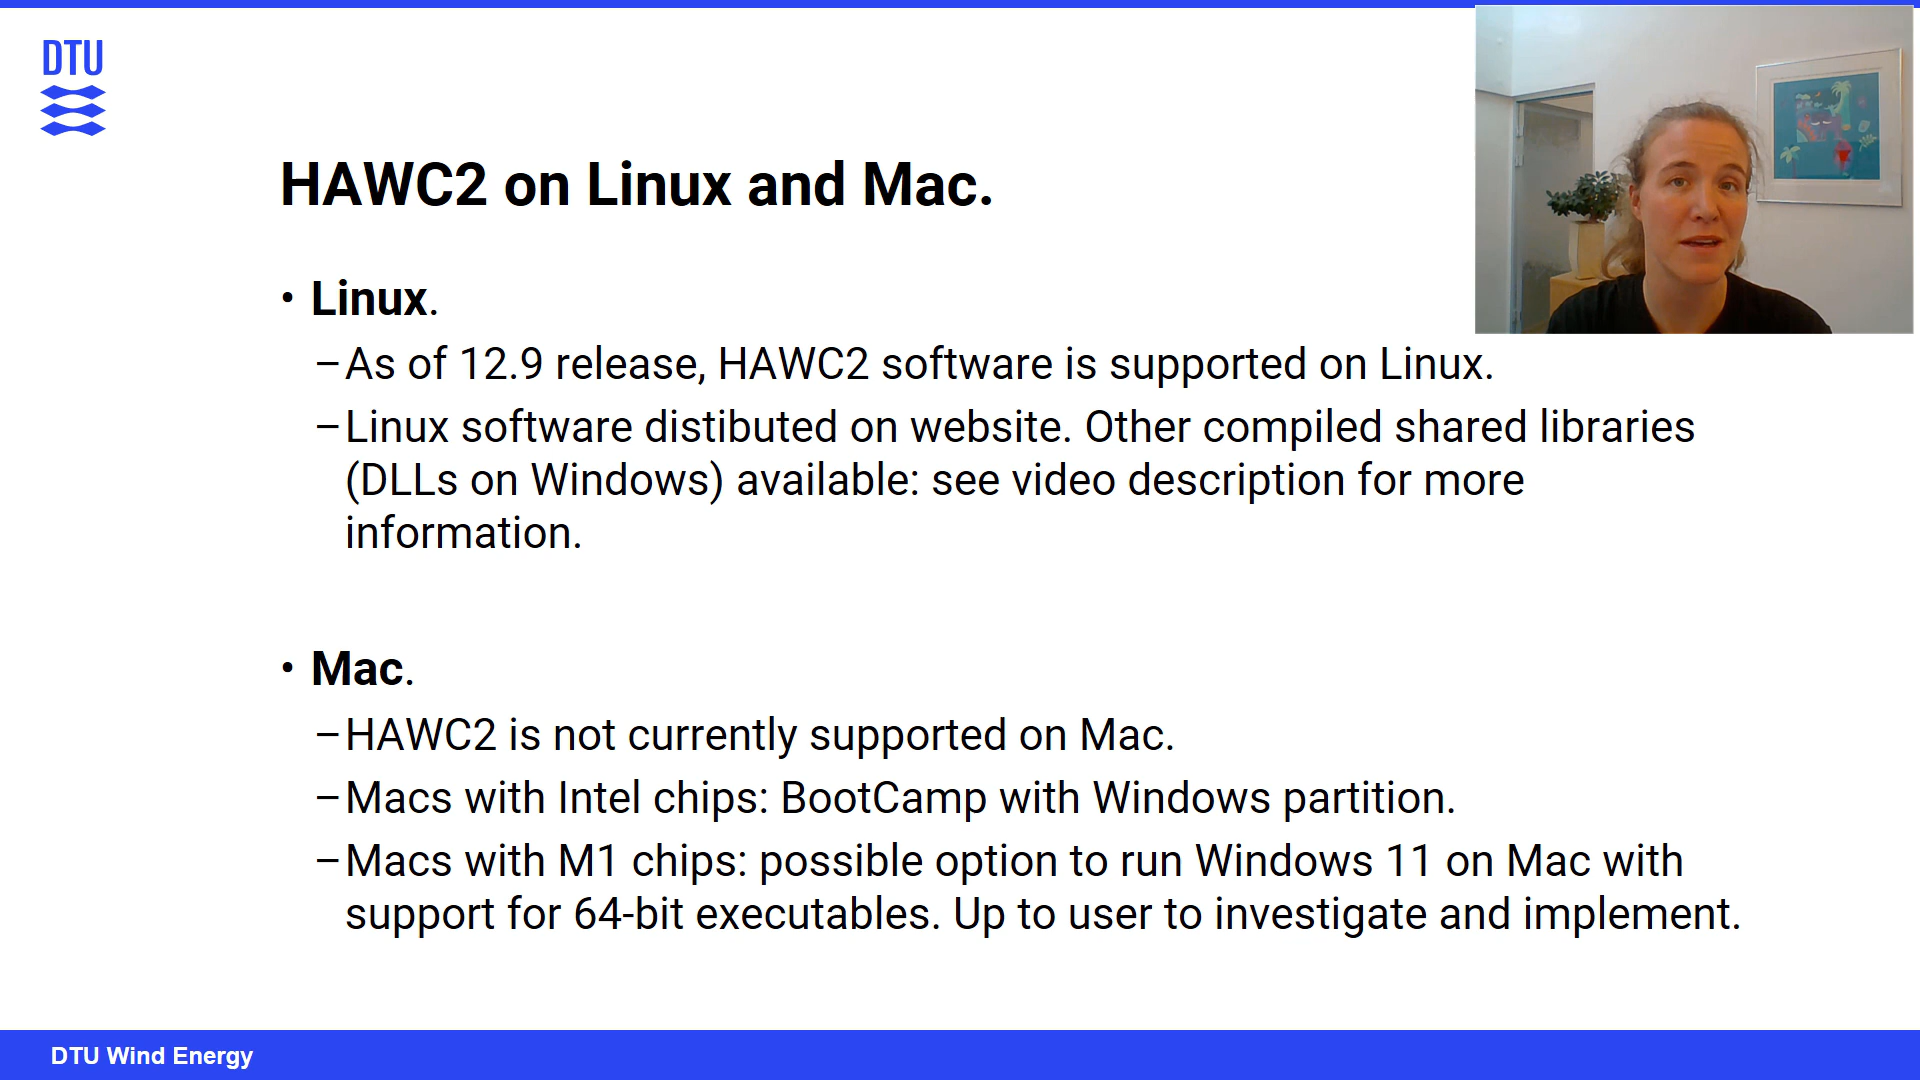 DTU
HAWC2 on Linux and Mac.
• Linux.
–As of 12.9 release, HAWC2 software is supported on Linux.
–Linux software distibuted on website. Other compiled shared libraries
(DLLs on Windows) available: see video description for more
information.
• Mac.
–HAWC2 is not currently supported on Mac.
–Macs with Intel chips: BootCamp with Windows partition.
–Macs with M1 chips: possible option to run Windows 11 on Mac with
support for 64-bit executables. Up to user to investigate and implement.
DTU Wind Energy